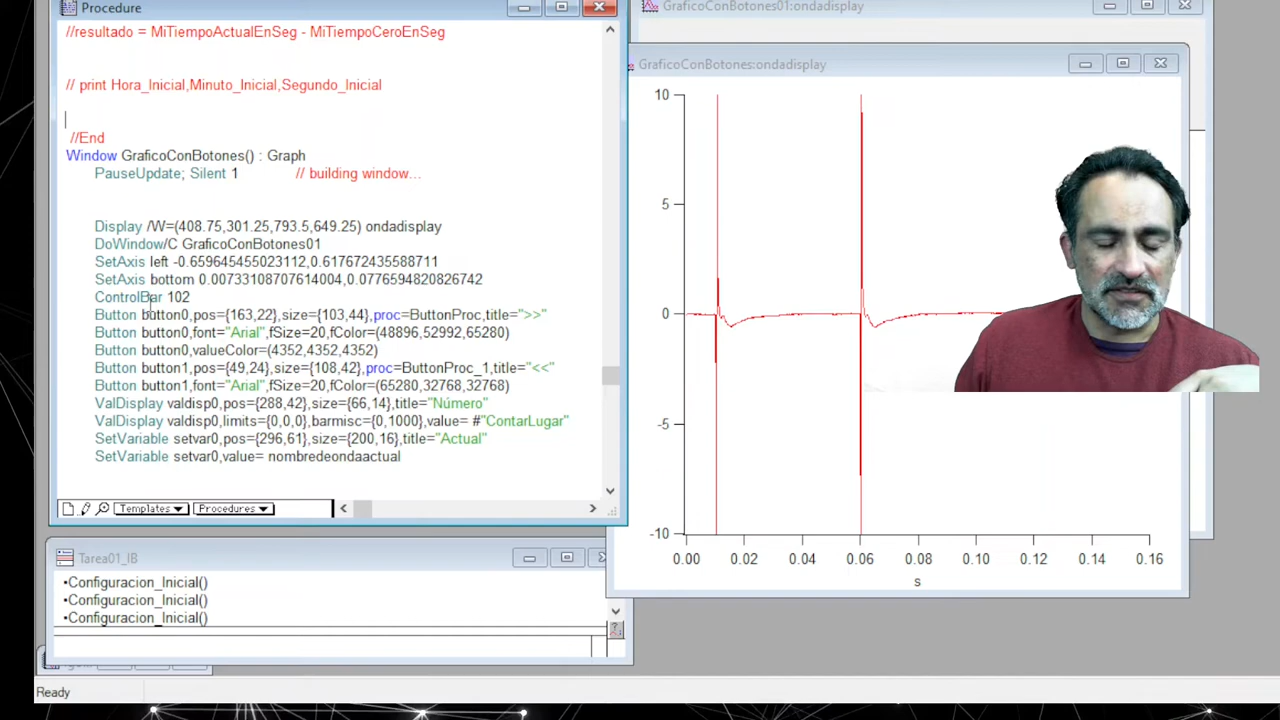 Procedure
//resultado = MiTiempoActualEnSeg - MiTiempoCeroEnSeg
// print Hora_Inicial,Minuto_Inicial,Segundo_Inicial
//End
Window GraficoConBotones() : Graph
PauseUpdate; Silent 1 // building window...
Display /W=(408.75,301.25,793.5,649.25) ondadisplay
DoWindow/C GraficoConBotones01
SetAxis left -0.659645455023112,0.617672435588711
SetAxis bottom 0.00733108707614004,0.0776594820826742
ControlBar 102
Button button0,pos={163,22},size={103,44},proc=ButtonProc,title=">>"
Button button0,font="Arial",fSize=20,fColor=(48896,52992,65280)
Button button0,valueColor=(4352,4352,4352)
Button button1,pos={49,24},size={108,42},proc=ButtonProc_1,title="<<"
Button button1,font="Arial",fSize=20,fColor=(65280,32768,32768)
ValDisplay valdisp0,pos={288,42},size={66,14},title="Número"
ValDisplay valdisp0,limits={0,0,0},barmisc={0,1000},value= #"ContarLugar"
SetVariable setvar0,pos={296,61},size={200,16},title="Actual"
SetVariable setvar0,value= nombredeondaactual
Templates Procedures
Tarea01_IB
•Configuracion_Inicial()
•Configuracion_Inicial()
•Configuracion_Inicial()
Ready
GraficoConBotones01:ondadisplay
GraficoConBotones:ondadisplay
10
5
0
-5
-10
0.00 0.02 0.04 0.06 0.08 0.10 0.12 0.14 0.16
s